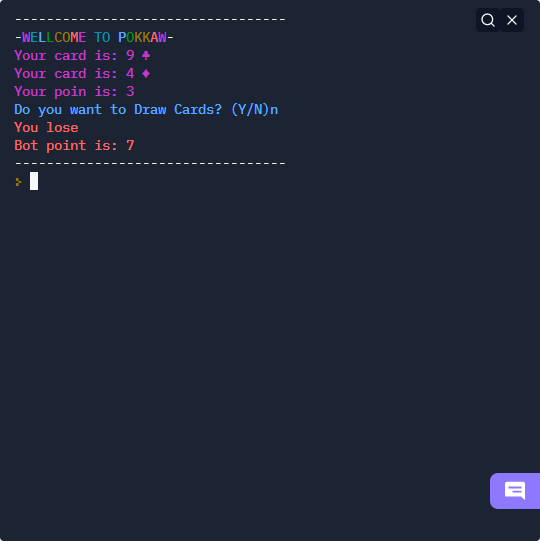 ----------------------------------
-WELLCOME TO POKKAW-
Your card is: 9 ♣
Your card is: 4 ♦
Your poin is: 3
Do you want to Draw Cards? (Y/N)n
You lose
Bot point is: 7
----------------------------------